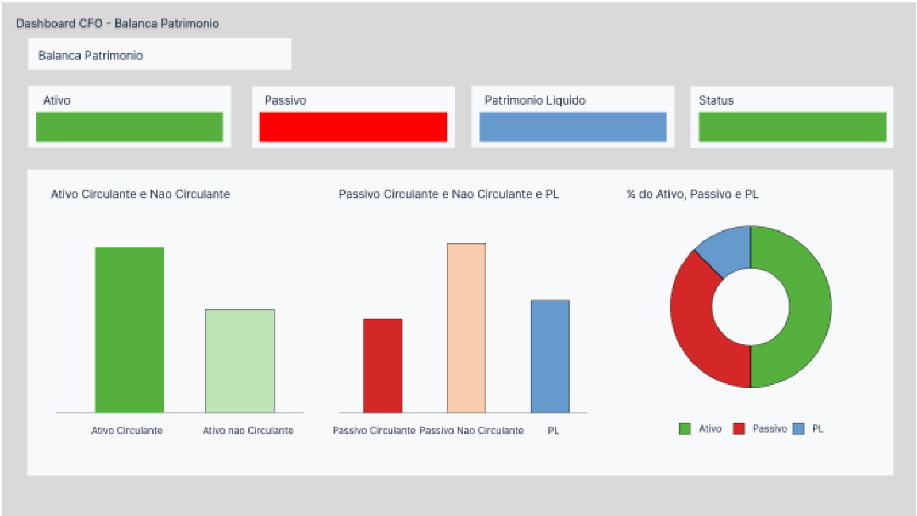 Dashboard CFO - Balanca Patrimonio
Balanca Patrimonio
Ativo
Passivo
Patrimonio Liquido
Status
Ativo Circulante e Nao Circulante
Passivo Circulante e Nao Circulante e PL
% do Ativo, Passivo e PL
Ativo Circulante
Ativo nao Circulante
Passivo Circulante
Passivo Nao Circulante
PL
Ativo
Passivo
PL